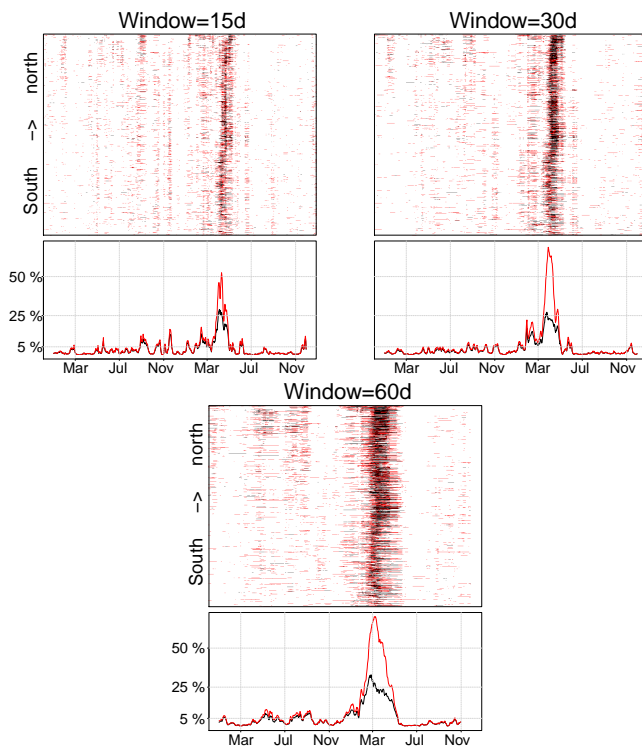 Window=15d
South --> north
50 %
25 %
5 %
Mar Jul Nov Mar Jul Nov
Window=30d
Mar Jul Nov Mar Jul Nov
Window=60d
South --> north
50 %
25 %
5 %
Mar Jul Nov Mar Jul Nov